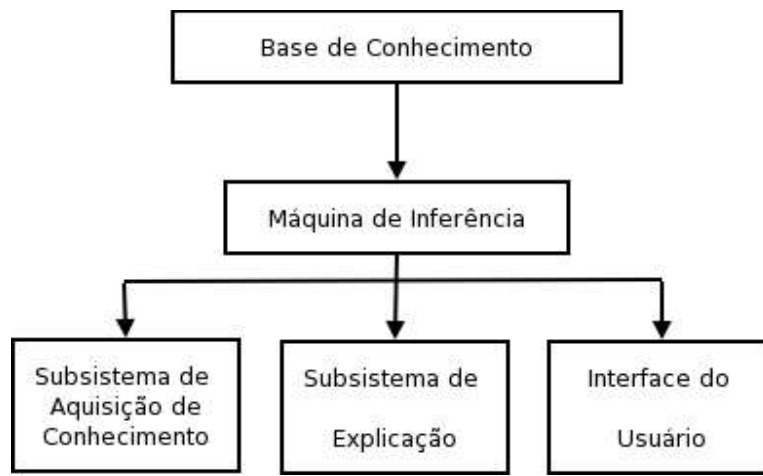 Base de Conhecimento
Máquina de Inferência
Subsistema de
Aquisição de
Conhecimento
Subsistema de
Explicação
Interface do
Usuário